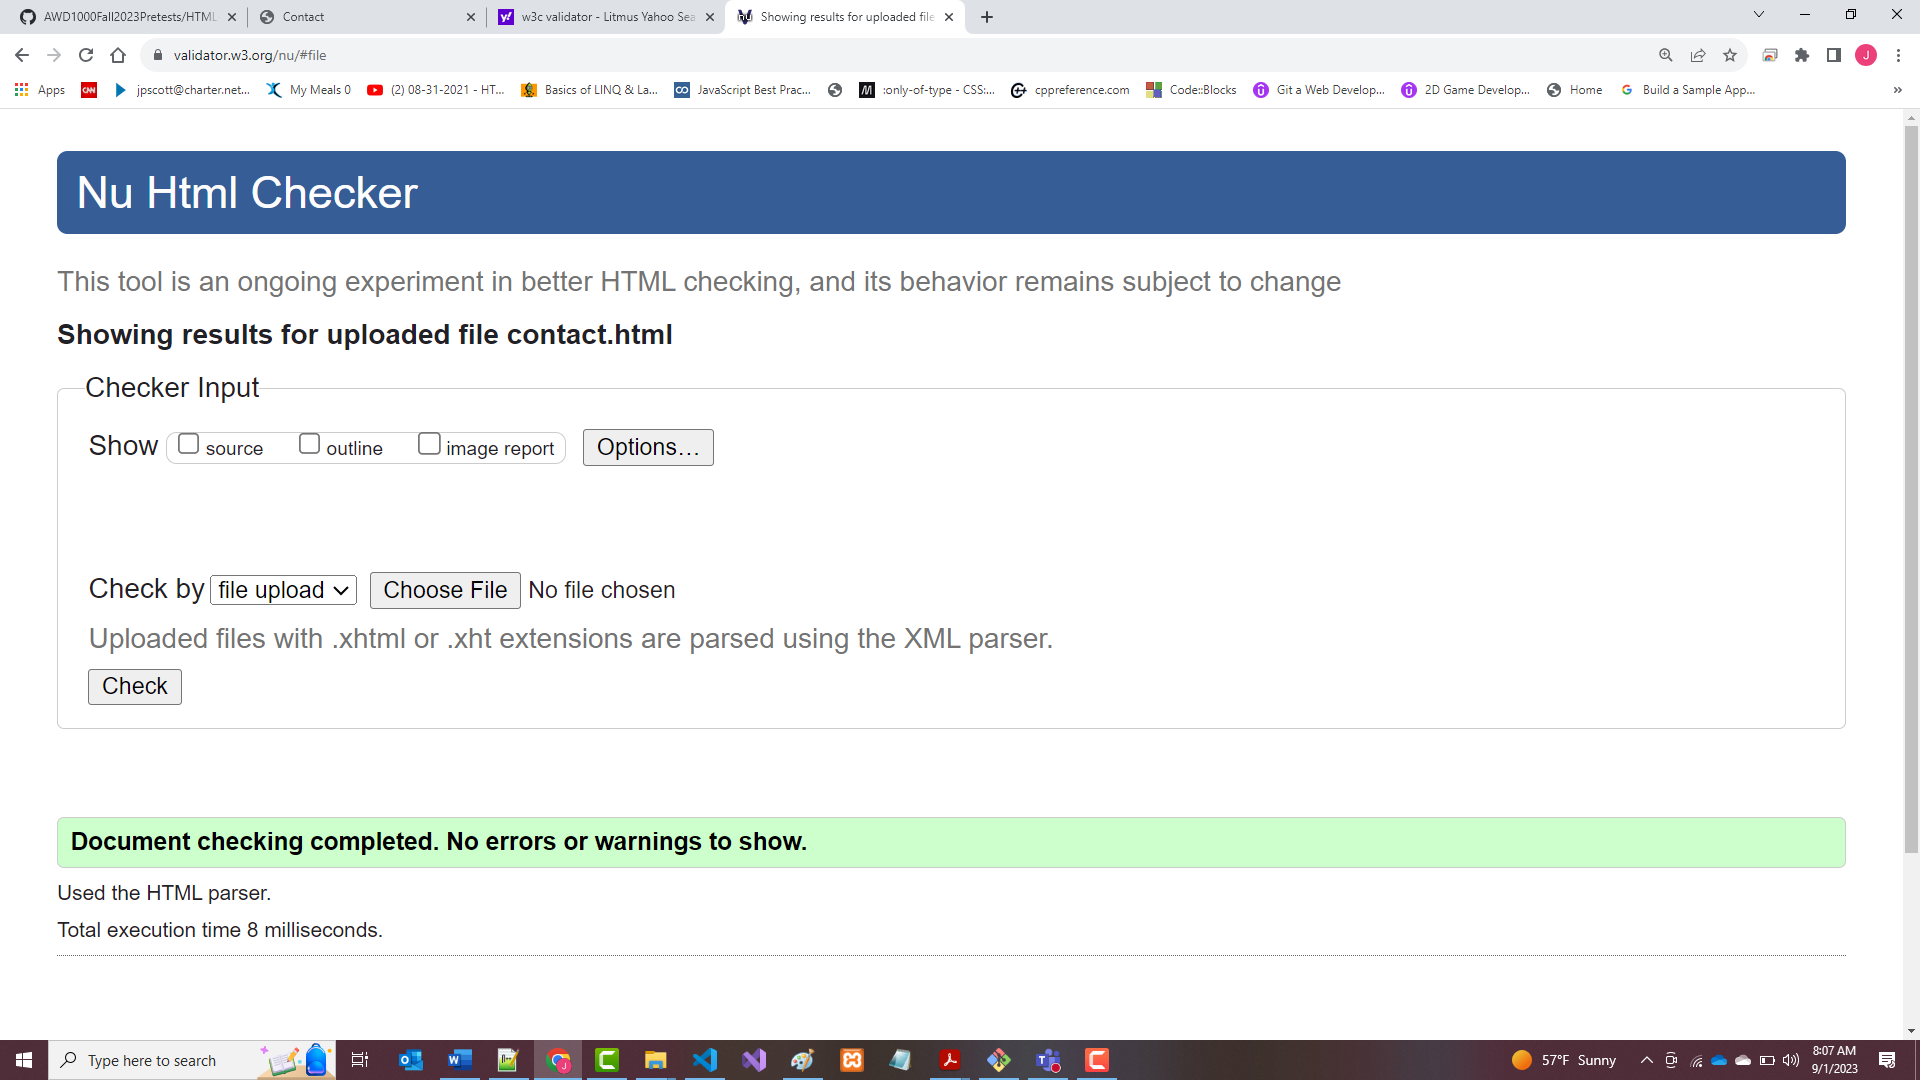 AWD1000Fall2023Pretests/HTML
Contact
w3c validator - Litmus Yahoo Sea
Showing results for uploaded file
validator.w3.org/nu/#file
J
Apps
CNN
jpscott@charter.net...
My Meals 0
(2) 08-31-2021 - HT...
Basics of LINQ & La...
JavaScript Best Prac...
:only-of-type - CSS:...
cppreference.com
Code::Blocks
Git a Web Develop...
2D Game Develop...
Home
Build a Sample App...
»
Nu Html Checker
This tool is an ongoing experiment in better HTML checking, and its behavior remains subject to change
Showing results for uploaded file contact.html
Checker Input
Show source outline image report Options...
Check by file upload Choose File No file chosen
Uploaded files with .xhtml or .xht extensions are parsed using the XML parser.
Check
Document checking completed. No errors or warnings to show.
Used the HTML parser.
Total execution time 8 milliseconds.
Type here to search
57°F Sunny
8:07 AM
9/1/2023